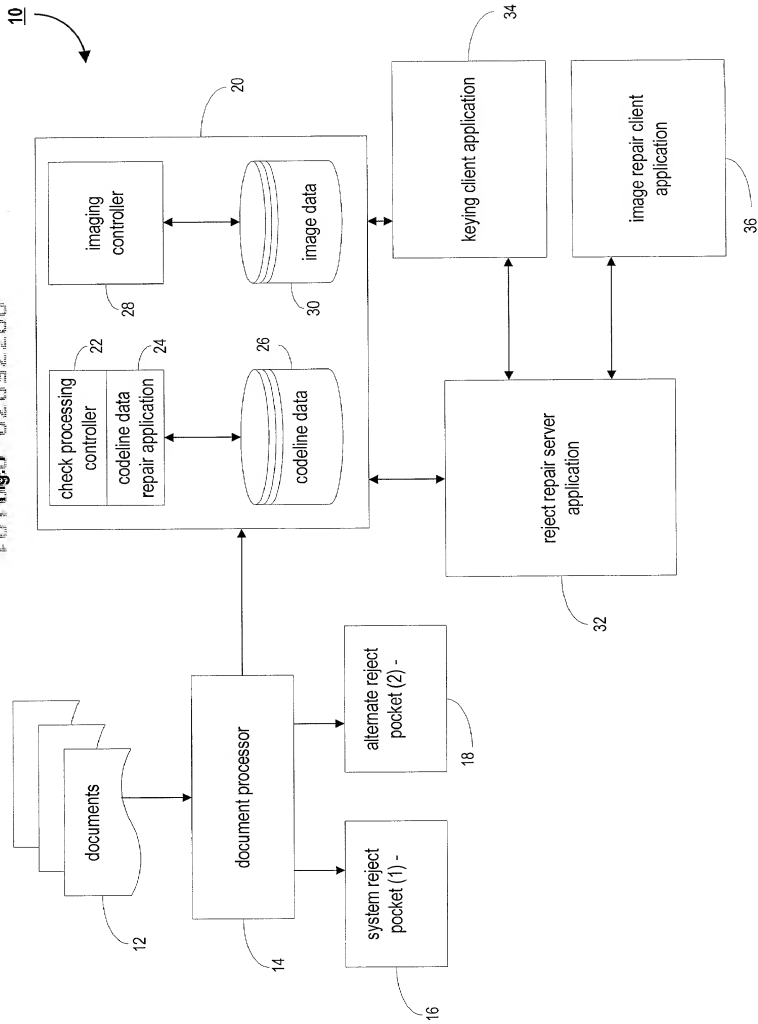 10
documents
12
document processor
14
system reject
pocket (1) -
16
alternate reject
pocket (2) -
18
20
check processing
controller
22
codeline data
repair application
24
codeline data
26
imaging
controller
28
image data
30
reject repair server
application
32
keying client application
34
image repair client
application
36